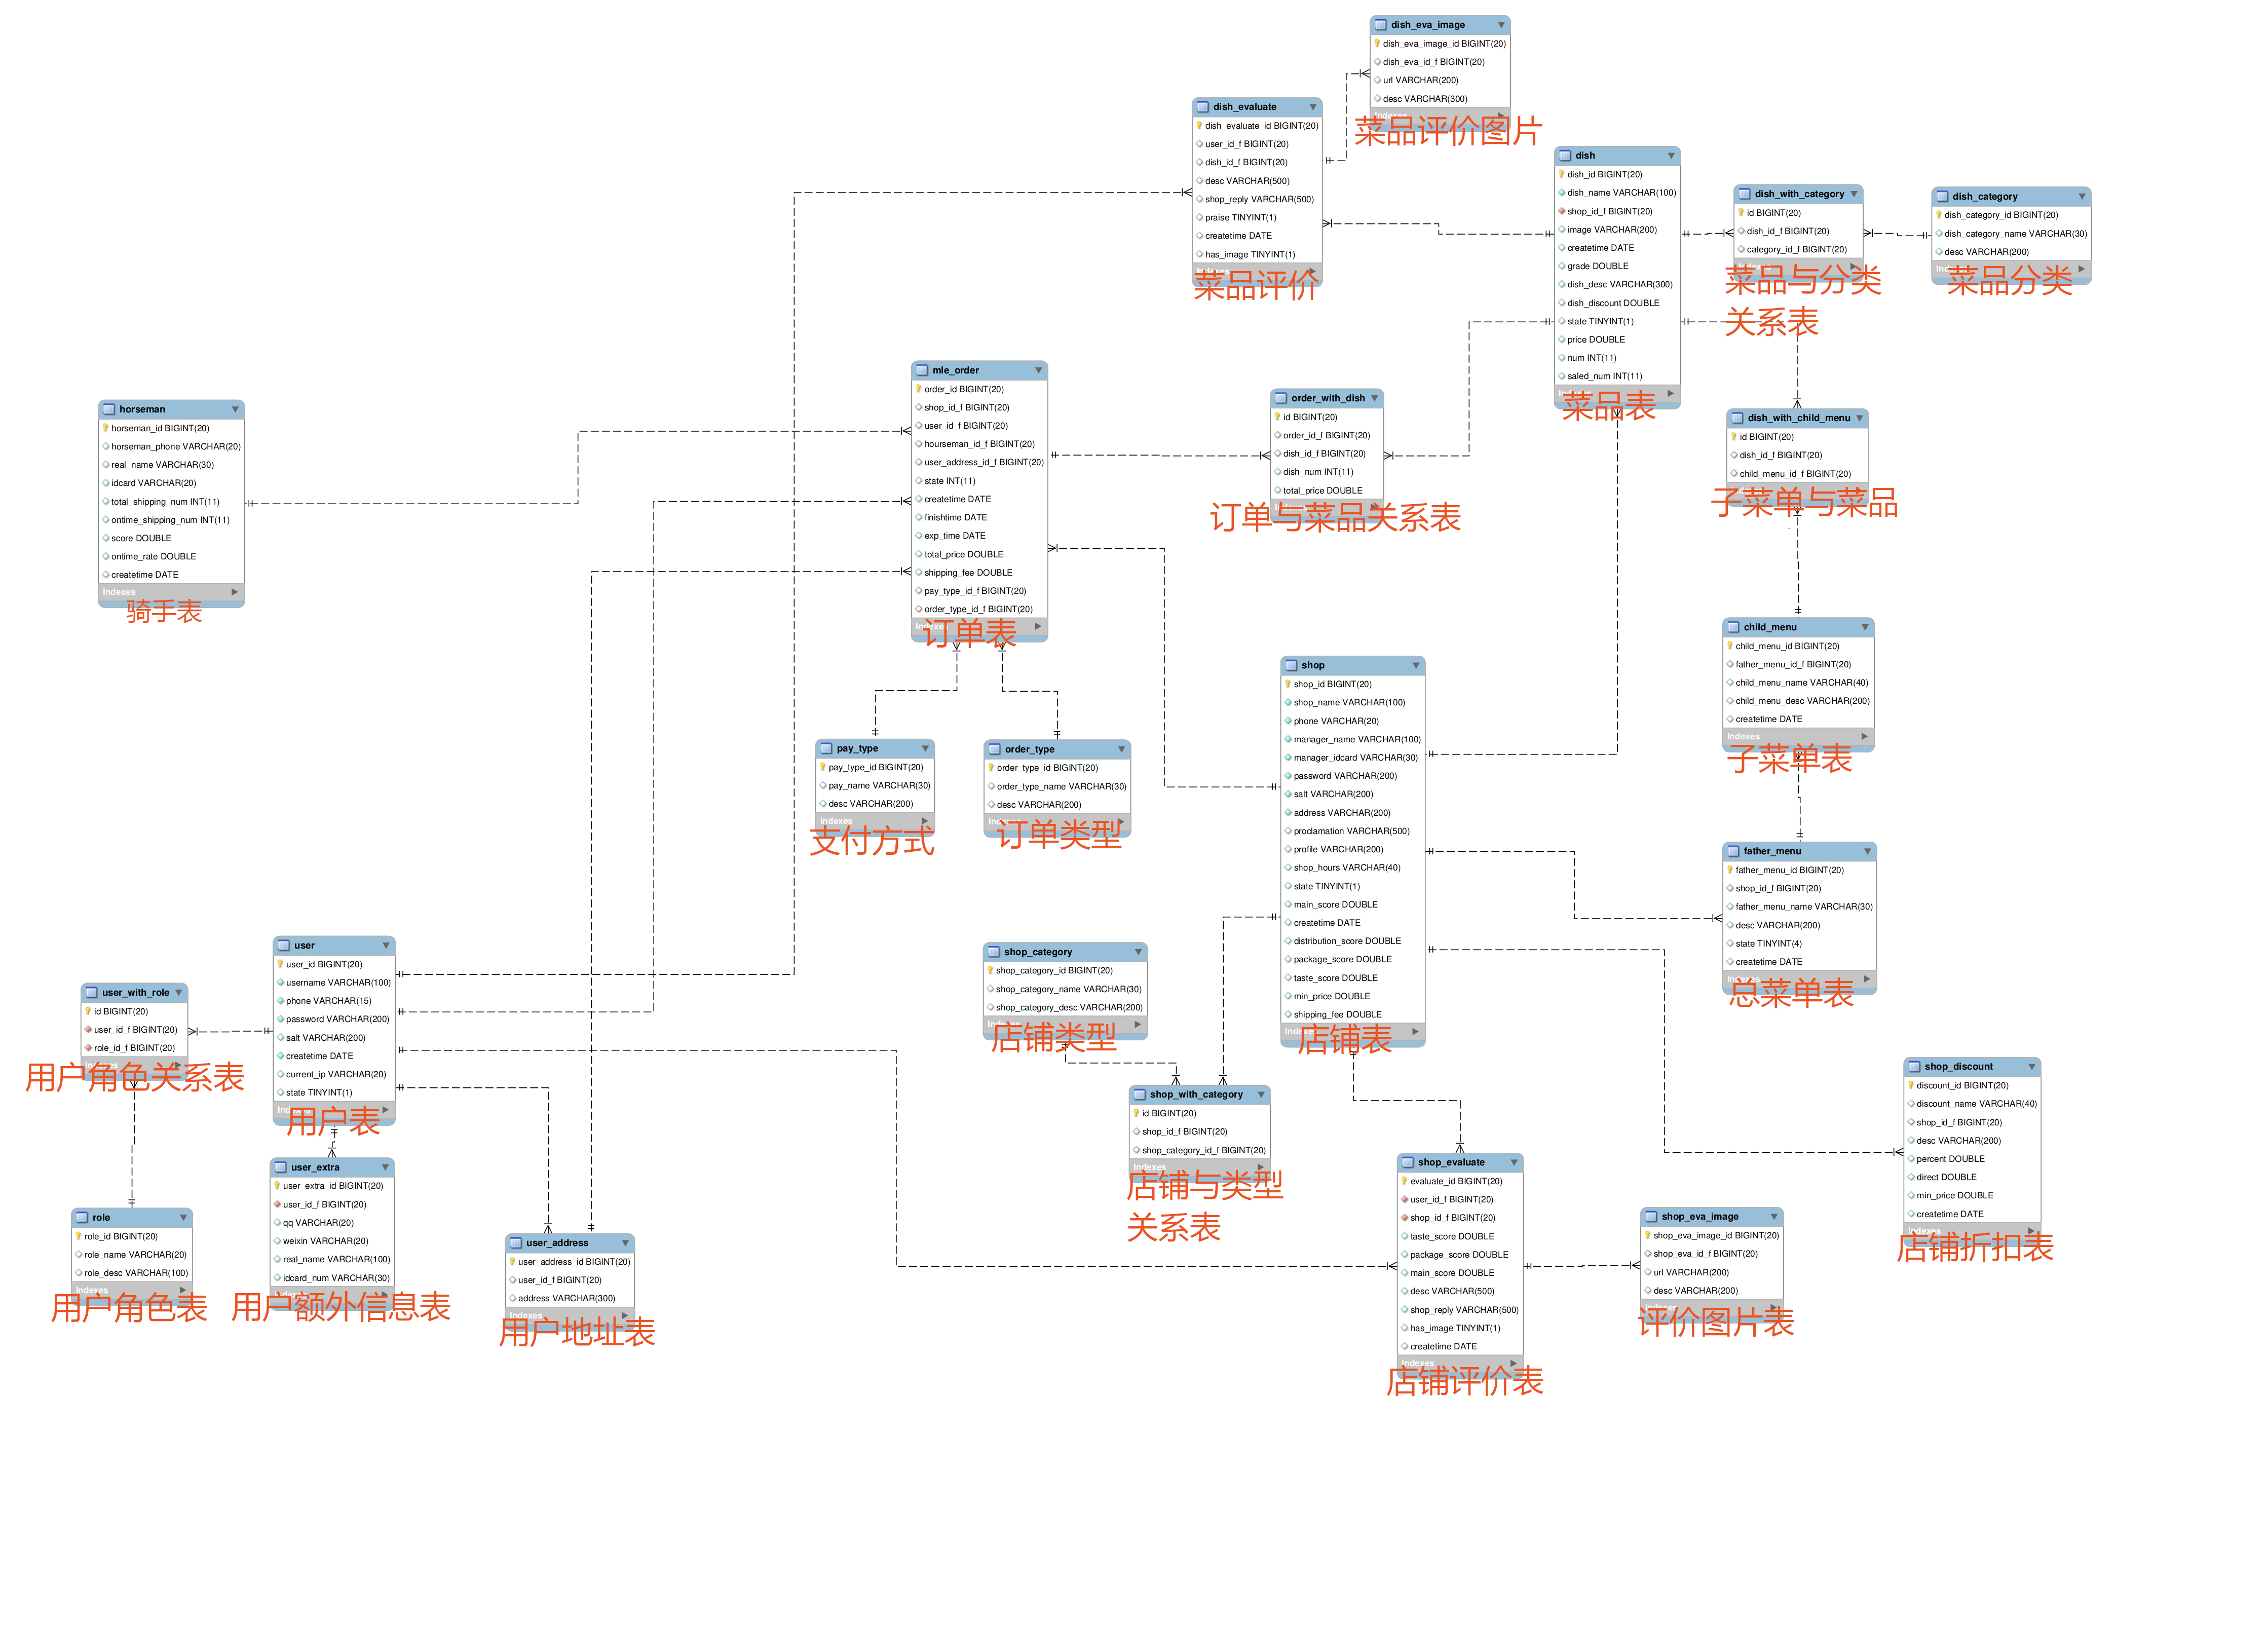 dish_eva_image
dish_eva_image_id BIGINT(20)
dish_eva_id_f BIGINT(20)
url VARCHAR(200)
desc VARCHAR(300)
菜品评价图片
dish_evaluate
dish_evaluate_id BIGINT(20)
user_id_f BIGINT(20)
dish_id_f BIGINT(20)
desc VARCHAR(500)
shop_reply VARCHAR(500)
praise TINYINT(1)
createtime DATE
has_image TINYINT(1)
菜品评价
dish
dish_id BIGINT(20)
dish_name VARCHAR(100)
shop_id_f BIGINT(20)
image VARCHAR(200)
createtime DATE
grade DOUBLE
dish_desc VARCHAR(300)
dish_discount DOUBLE
state TINYINT(1)
price DOUBLE
num INT(11)
saled_num INT(11)
菜品表
dish_with_category
id BIGINT(20)
dish_id_f BIGINT(20)
category_id_f BIGINT(20)
菜品与分类
关系表
dish_category
dish_category_id BIGINT(20)
dish_category_name VARCHAR(30)
desc VARCHAR(200)
菜品分类
horseman
horseman_id BIGINT(20)
horseman_phone VARCHAR(20)
real_name VARCHAR(30)
idcard VARCHAR(20)
total_shipping_num INT(11)
ontime_shipping_num INT(11)
score DOUBLE
ontime_rate DOUBLE
createtime DATE
Indexes
骑手表
mle_order
order_id BIGINT(20)
shop_id_f BIGINT(20)
user_id_f BIGINT(20)
hourseman_id_f BIGINT(20)
user_address_id_f BIGINT(20)
state INT(11)
createtime DATE
finishtime DATE
exp_time DATE
total_price DOUBLE
shipping_fee DOUBLE
pay_type_id_f BIGINT(20)
order_type_id_f BIGINT(20)
Indexes
订单表
order_with_dish
id BIGINT(20)
order_id_f BIGINT(20)
dish_id_f BIGINT(20)
dish_num INT(11)
total_price DOUBLE
订单与菜品关系表
dish_with_child_menu
id BIGINT(20)
dish_id_f BIGINT(20)
child_menu_id_f BIGINT(20)
子菜单与菜品
child_menu
child_menu_id BIGINT(20)
father_menu_id_f BIGINT(20)
child_menu_name VARCHAR(40)
child_menu_desc VARCHAR(200)
createtime DATE
Indexes
子菜单表
pay_type
pay_type_id BIGINT(20)
pay_name VARCHAR(30)
desc VARCHAR(200)
Indexes
支付方式
order_type
order_type_id BIGINT(20)
order_type_name VARCHAR(30)
desc VARCHAR(200)
Indexes
订单类型
shop
shop_id BIGINT(20)
shop_name VARCHAR(100)
phone VARCHAR(20)
manager_name VARCHAR(100)
manager_idcard VARCHAR(30)
password VARCHAR(200)
salt VARCHAR(200)
address VARCHAR(200)
proclamation VARCHAR(500)
profile VARCHAR(200)
shop_hours VARCHAR(40)
state TINYINT(1)
main_score DOUBLE
createtime DATE
distribution_score DOUBLE
package_score DOUBLE
taste_score DOUBLE
min_price DOUBLE
shipping_fee DOUBLE
Indexes
店铺表
father_menu
father_menu_id BIGINT(20)
shop_id_f BIGINT(20)
father_menu_name VARCHAR(30)
desc VARCHAR(200)
state TINYINT(4)
createtime DATE
Indexes
总菜单表
user
user_id BIGINT(20)
username VARCHAR(100)
phone VARCHAR(15)
password VARCHAR(200)
salt VARCHAR(200)
createtime DATE
current_ip VARCHAR(20)
state TINYINT(1)
Indexes
用户表
user_with_role
id BIGINT(20)
user_id_f BIGINT(20)
role_id_f BIGINT(20)
用户角色关系表
shop_category
shop_category_id BIGINT(20)
shop_category_name VARCHAR(30)
shop_category_desc VARCHAR(200)
Indexes
店铺类型
shop_with_category
id BIGINT(20)
shop_id_f BIGINT(20)
shop_category_id_f BIGINT(20)
Indexes
店铺与类型
关系表
shop_discount
discount_id BIGINT(20)
discount_name VARCHAR(40)
shop_id_f BIGINT(20)
desc VARCHAR(200)
percent DOUBLE
direct DOUBLE
min_price DOUBLE
createtime DATE
Indexes
店铺折扣表
role
role_id BIGINT(20)
role_name VARCHAR(20)
role_desc VARCHAR(100)
Indexes
用户角色表
user_extra
user_extra_id BIGINT(20)
user_id_f BIGINT(20)
qq VARCHAR(20)
weixin VARCHAR(20)
real_name VARCHAR(100)
idcard_num VARCHAR(30)
用户额外信息表
user_address
user_address_id BIGINT(20)
user_id_f BIGINT(20)
address VARCHAR(300)
Indexes
用户地址表
shop_evaluate
evaluate_id BIGINT(20)
user_id_f BIGINT(20)
shop_id_f BIGINT(20)
taste_score DOUBLE
package_score DOUBLE
main_score DOUBLE
desc VARCHAR(500)
shop_reply VARCHAR(500)
has_image TINYINT(1)
createtime DATE
Indexes
店铺评价表
shop_eva_image
shop_eva_image_id BIGINT(20)
shop_eva_id_f BIGINT(20)
url VARCHAR(200)
desc VARCHAR(200)
Indexes
评价图片表